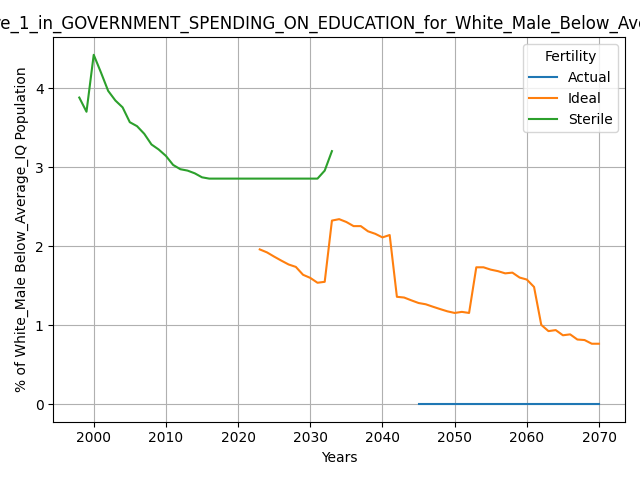 re_1_in_GOVERNMENT_SPENDING_ON_EDUCATION_for_White_Male_Below_Ave
Fertility
Actual
Ideal
Sterile
% of White_Male Below_Average_IQ Population
4
3
2
1
0
2000 2010 2020 2030 2040 2050 2060 2070
Years